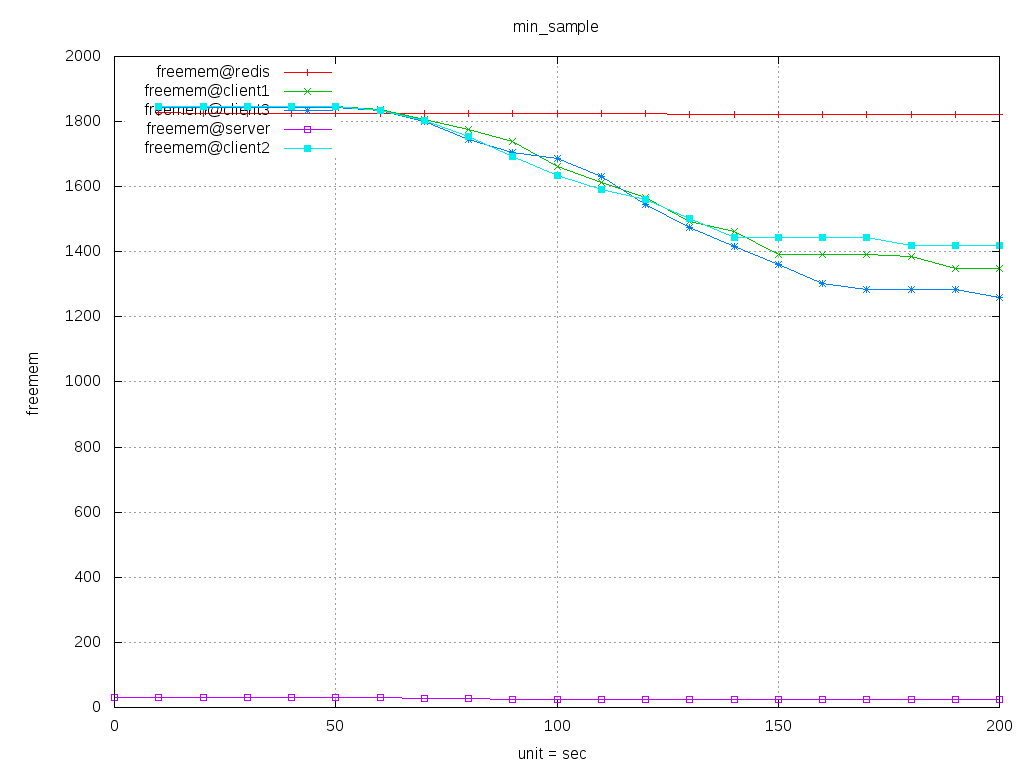 min_sample
2000
1800
1600
1400
1200
1000
800
600
400
200
0
freemem
freemem@redis
freemem@client1
freemem@client3
freemem@server
freemem@client2
0 50 100 150 200
unit = sec